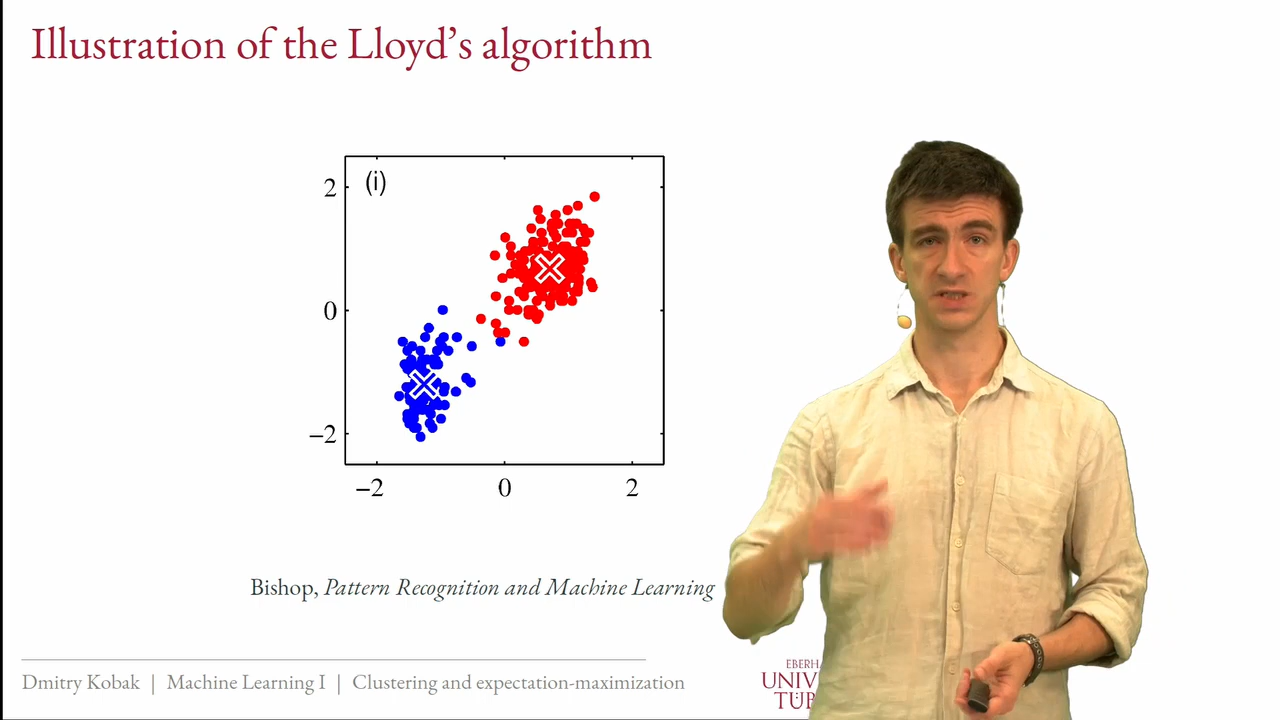 Illustration of the Lloyd's algorithm
(i)
2
0
−2
−2 0 2
Bishop, Pattern Recognition and Machine Learning
Dmitry Kobak | Machine Learning I | Clustering and expectation-maximization